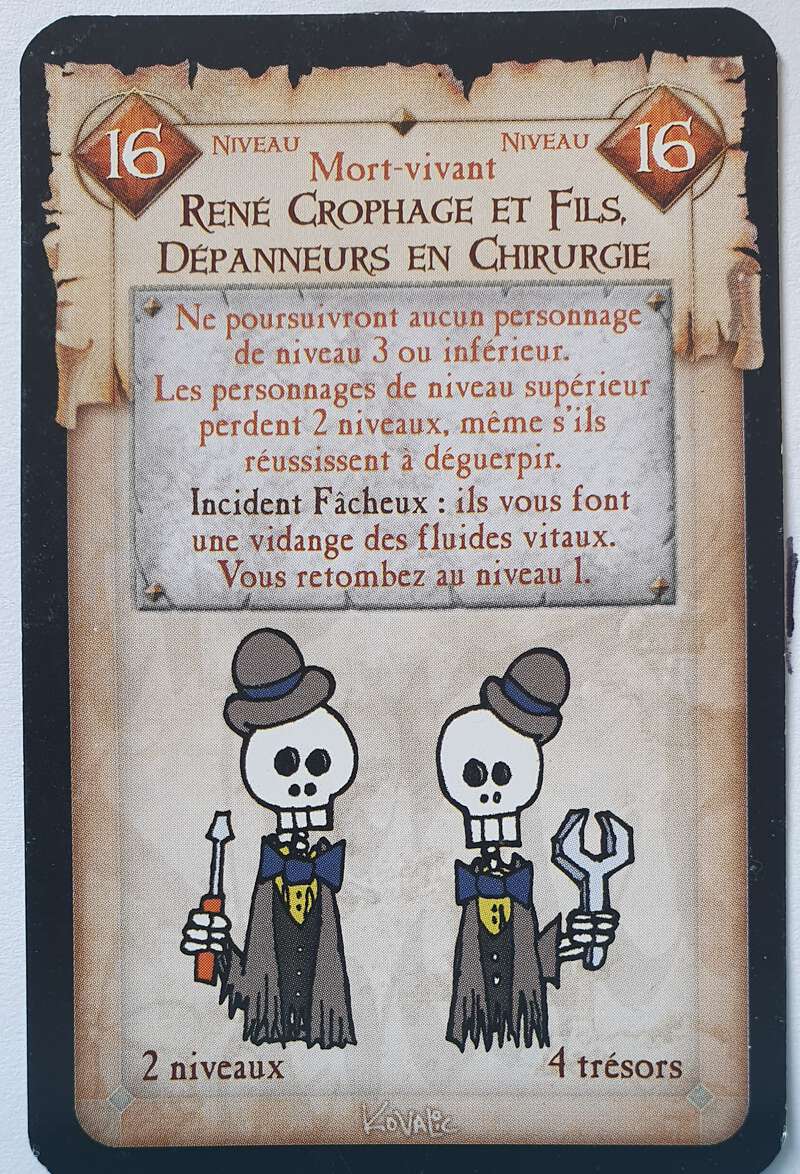 16 Niveau Niveau 16
Mort-vivant
René Crophage et Fils,
Dépanneurs en Chirurgie
Ne poursuivront aucun personnage
de niveau 3 ou inférieur.
Les personnages de niveau supérieur
perdent 2 niveaux, même s'ils
réussissent à déguerpir.
Incident Fâcheux : ils vous font
une vidange des fluides vitaux.
Vous retombez au niveau 1.
2 niveaux 4 trésors
Kovalic